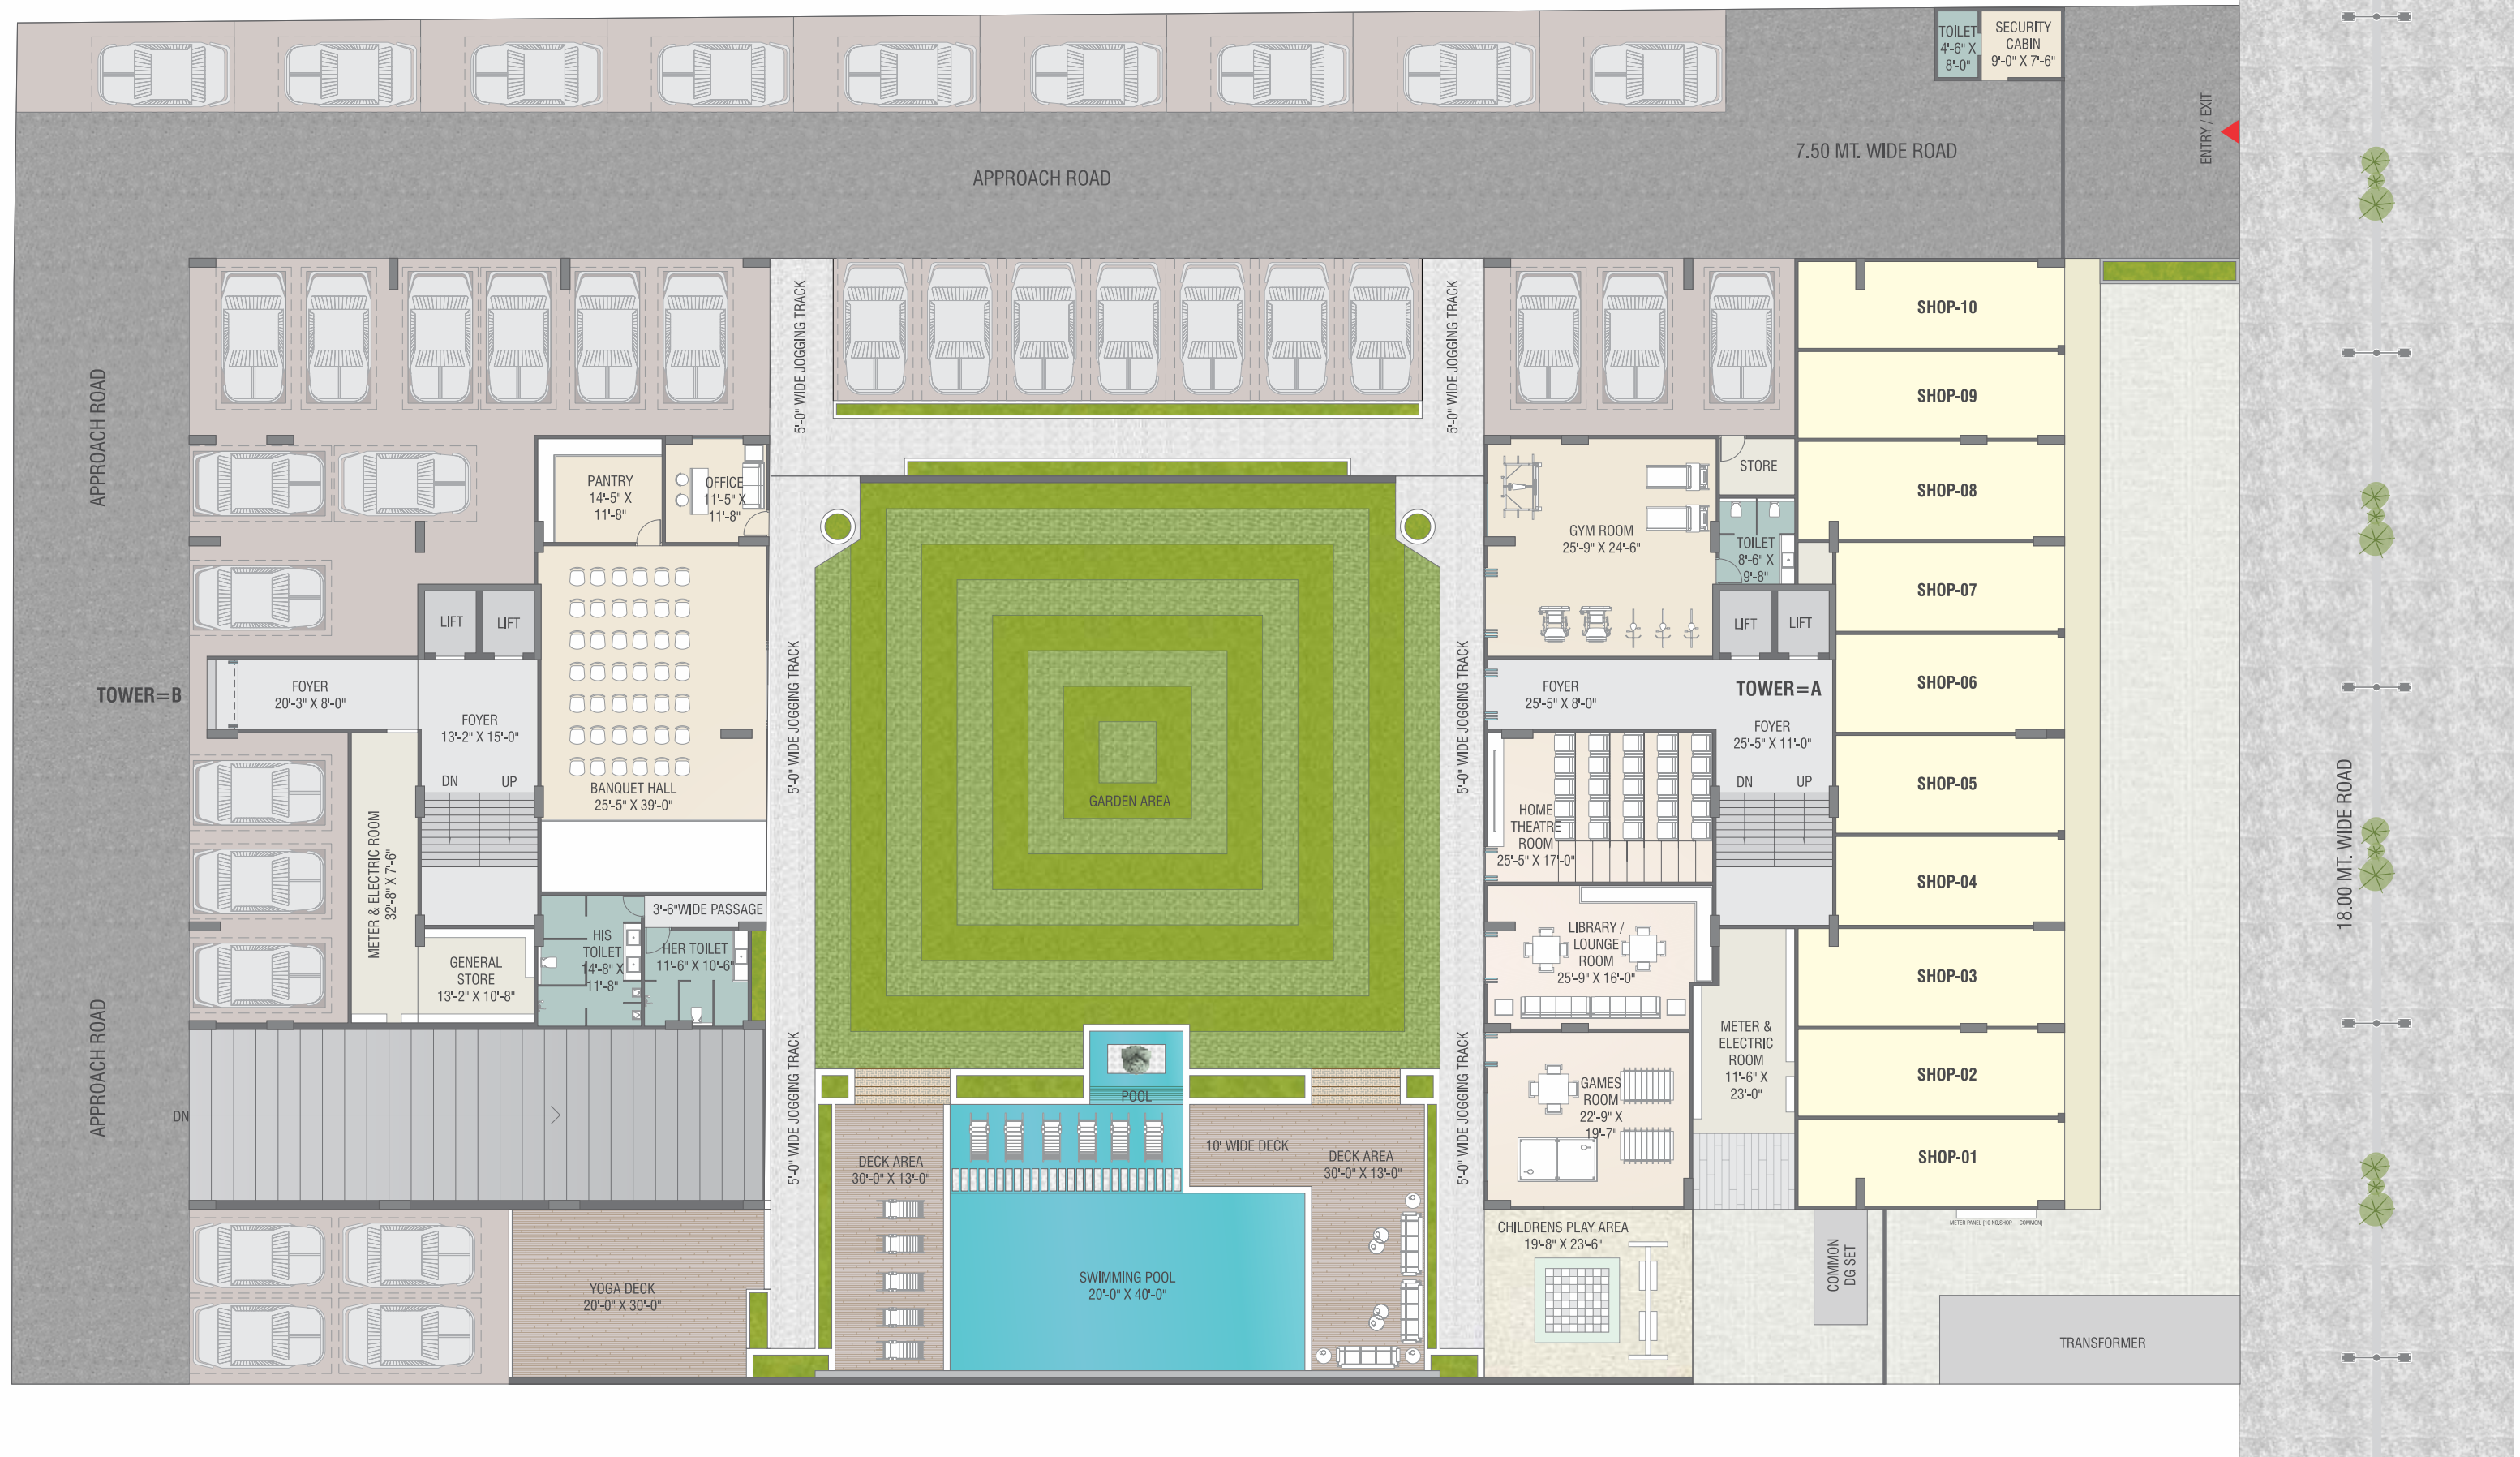 TOILET
4'-6" X
8'-0"
SECURITY
CABIN
9'-0" X 7'-6"
ENTRY / EXIT
7.50 MT. WIDE ROAD
APPROACH ROAD
APPROACH ROAD
APPROACH ROAD
18.00 MT. WIDE ROAD
5'-0" WIDE JOGGING TRACK
5'-0" WIDE JOGGING TRACK
5'-0" WIDE JOGGING TRACK
5'-0" WIDE JOGGING TRACK
5'-0" WIDE JOGGING TRACK
5'-0" WIDE JOGGING TRACK
PANTRY
14'-5" X
11'-8"
OFFICE
11'-5" X
11'-8"
LIFT
LIFT
TOWER=B
FOYER
20'-3" X 8'-0"
FOYER
13'-2" X 15'-0"
DN
UP
BANQUET HALL
25'-5" X 39'-0"
METER & ELECTRIC ROOM
32'-8" X 7'-6"
3'-6"WIDE PASSAGE
HIS
TOILET
14'-8" X
11'-8"
HER TOILET
11'-6" X 10'-6"
GENERAL
STORE
13'-2" X 10'-8"
DN
YOGA DECK
20'-0" X 30'-0"
GARDEN AREA
POOL
10' WIDE DECK
DECK AREA
30'-0" X 13'-0"
DECK AREA
30'-0" X 13'-0"
SWIMMING POOL
20'-0" X 40'-0"
STORE
GYM ROOM
25'-9" X 24'-6"
TOILET
8'-6" X
9'-8"
LIFT
LIFT
FOYER
25'-5" X 8'-0"
TOWER=A
FOYER
25'-5" X 11'-0"
DN
UP
HOME
THEATRE
ROOM
25'-5" X 17'-0"
LIBRARY /
LOUNGE
ROOM
25'-9" X 16'-0"
GAMES
ROOM
22'-9" X
19'-7"
METER &
ELECTRIC
ROOM
11'-6" X
23'-0"
CHILDRENS PLAY AREA
19'-8" X 23'-6"
SHOP-10
SHOP-09
SHOP-08
SHOP-07
SHOP-06
SHOP-05
SHOP-04
SHOP-03
SHOP-02
SHOP-01
METER PANEL [10 NO.SHOP + COMMON]
COMMON
DG SET
TRANSFORMER